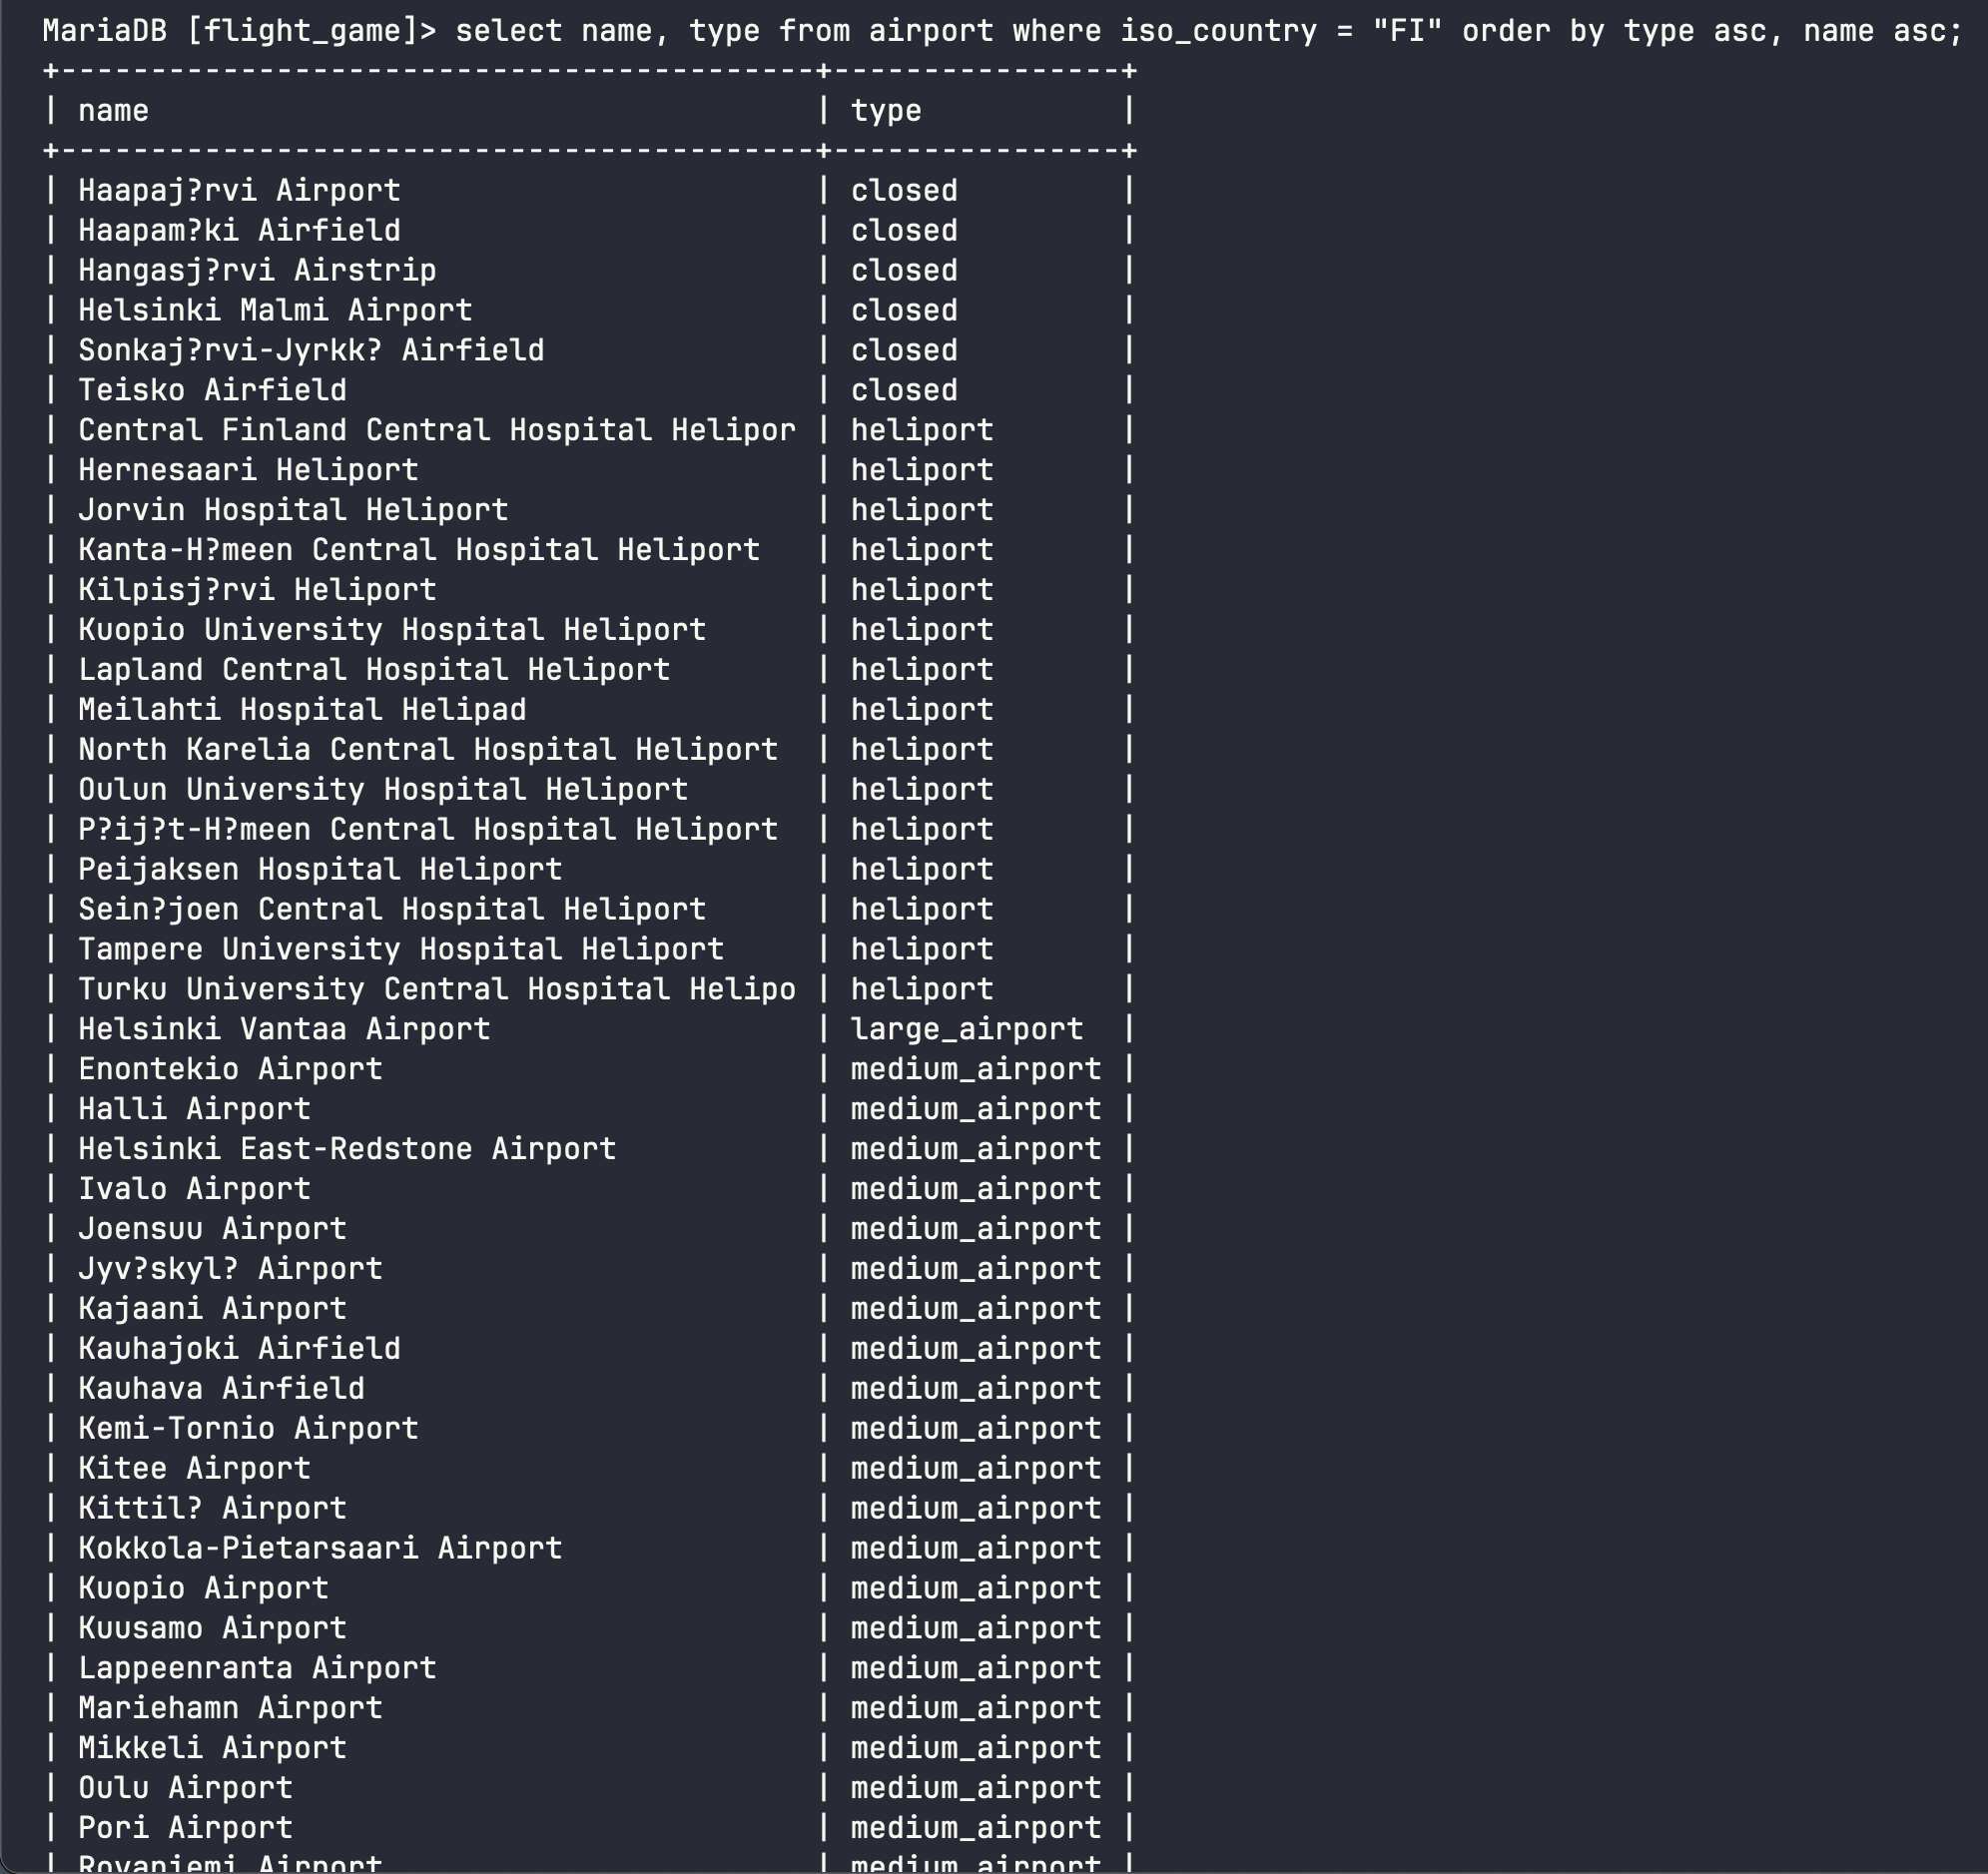 MariaDB [flight_game]> select name, type from airport where iso_country = "FI" order by type asc, name asc;
+------------------------------------------+----------------+
| name                                     | type           |
+------------------------------------------+----------------+
| Haapaj?rvi Airport                       | closed         |
| Haapam?ki Airfield                       | closed         |
| Hangasj?rvi Airstrip                     | closed         |
| Helsinki Malmi Airport                   | closed         |
| Sonkaj?rvi-Jyrkk? Airfield               | closed         |
| Teisko Airfield                          | closed         |
| Central Finland Central Hospital Helipor | heliport       |
| Hernesaari Heliport                      | heliport       |
| Jorvin Hospital Heliport                 | heliport       |
| Kanta-H?meen Central Hospital Heliport   | heliport       |
| Kilpisj?rvi Heliport                     | heliport       |
| Kuopio University Hospital Heliport      | heliport       |
| Lapland Central Hospital Heliport        | heliport       |
| Meilahti Hospital Helipad                | heliport       |
| North Karelia Central Hospital Heliport  | heliport       |
| Oulun University Hospital Heliport       | heliport       |
| P?ij?t-H?meen Central Hospital Heliport  | heliport       |
| Peijaksen Hospital Heliport              | heliport       |
| Sein?joen Central Hospital Heliport      | heliport       |
| Tampere University Hospital Heliport     | heliport       |
| Turku University Central Hospital Helipo | heliport       |
| Helsinki Vantaa Airport                  | large_airport  |
| Enontekio Airport                        | medium_airport |
| Halli Airport                            | medium_airport |
| Helsinki East-Redstone Airport           | medium_airport |
| Ivalo Airport                            | medium_airport |
| Joensuu Airport                          | medium_airport |
| Jyv?skyl? Airport                        | medium_airport |
| Kajaani Airport                          | medium_airport |
| Kauhajoki Airfield                       | medium_airport |
| Kauhava Airfield                         | medium_airport |
| Kemi-Tornio Airport                      | medium_airport |
| Kitee Airport                            | medium_airport |
| Kittil? Airport                          | medium_airport |
| Kokkola-Pietarsaari Airport              | medium_airport |
| Kuopio Airport                           | medium_airport |
| Kuusamo Airport                          | medium_airport |
| Lappeenranta Airport                     | medium_airport |
| Mariehamn Airport                        | medium_airport |
| Mikkeli Airport                          | medium_airport |
| Oulu Airport                             | medium_airport |
| Pori Airport                             | medium_airport |
| Rovaniemi Airport                        | medium_airport |